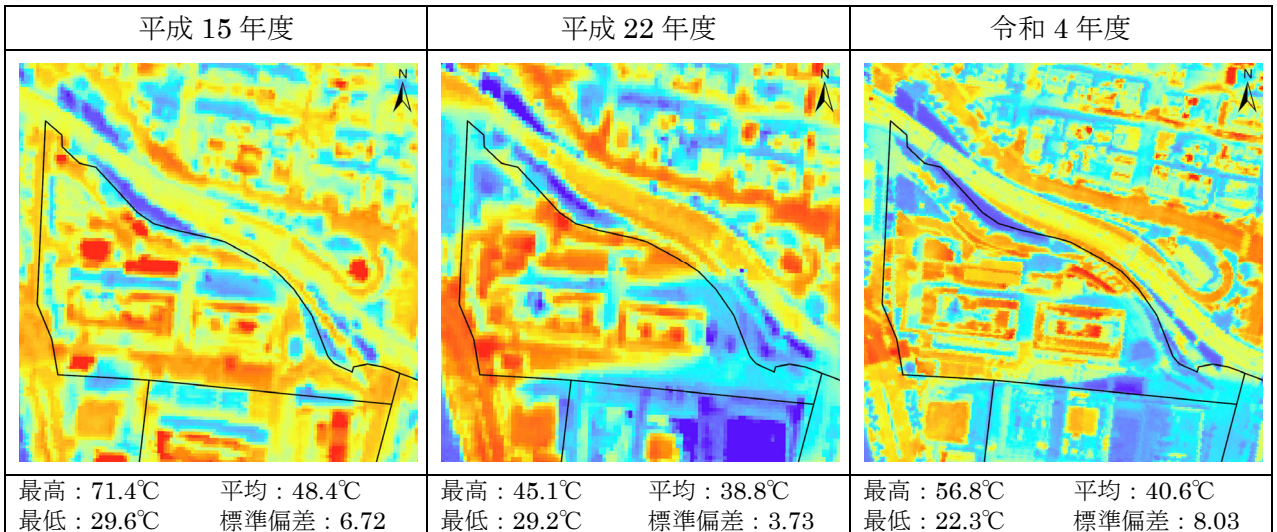 平成 15 年度
平成 22 年度
令和 4 年度
N
N
N
最高：71.4℃ 平均：48.4℃
最低：29.6℃ 標準偏差：6.72
最高：45.1℃ 平均：38.8℃
最低：29.2℃ 標準偏差：3.73
最高：56.8℃ 平均：40.6℃
最低：22.3℃ 標準偏差：8.03